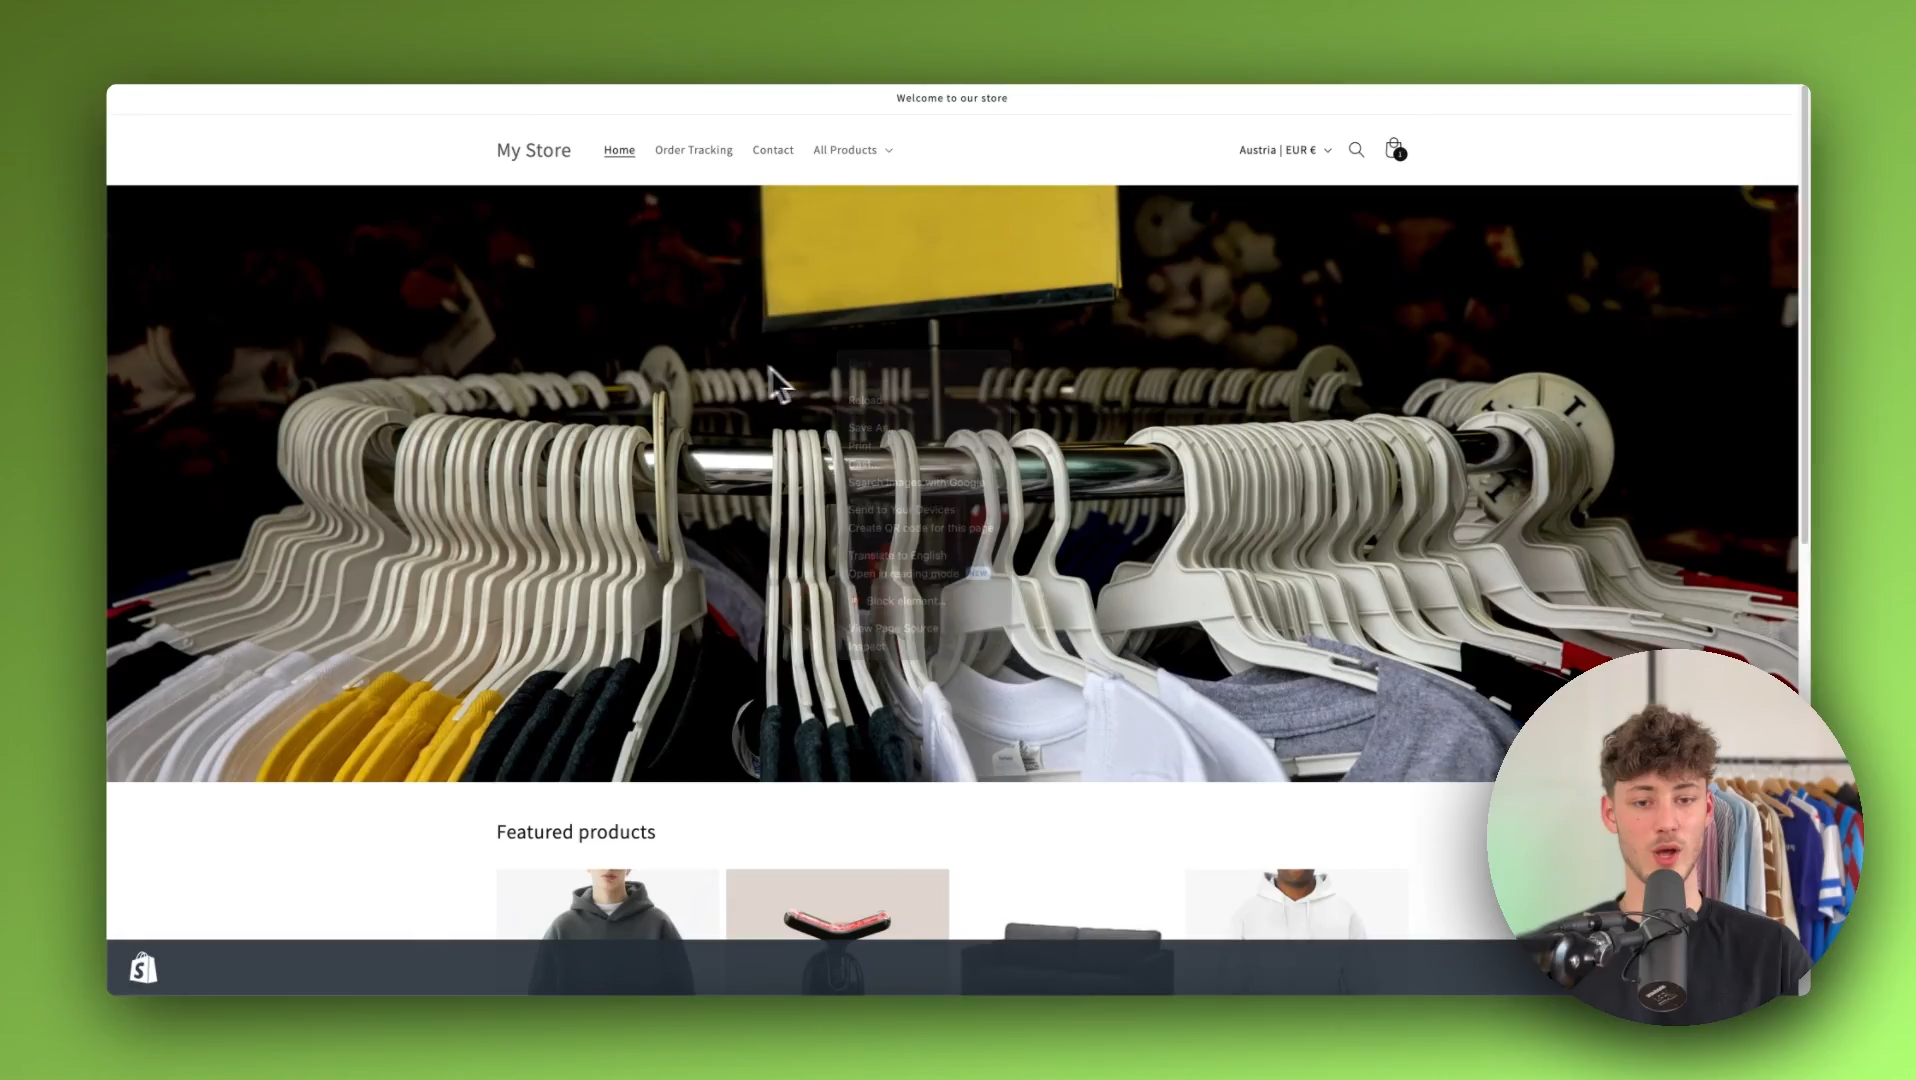 Welcome to our store
My Store
Home
Order Tracking
Contact
All Products
Austria | EUR €
1
Reload
Save As...
Print...
Cast...
Search Images with Google
Send to Your Devices
Create QR code for this page
Translate to English
Open in reading mode NEW
Block element...
View Page Source
Inspect
Featured products